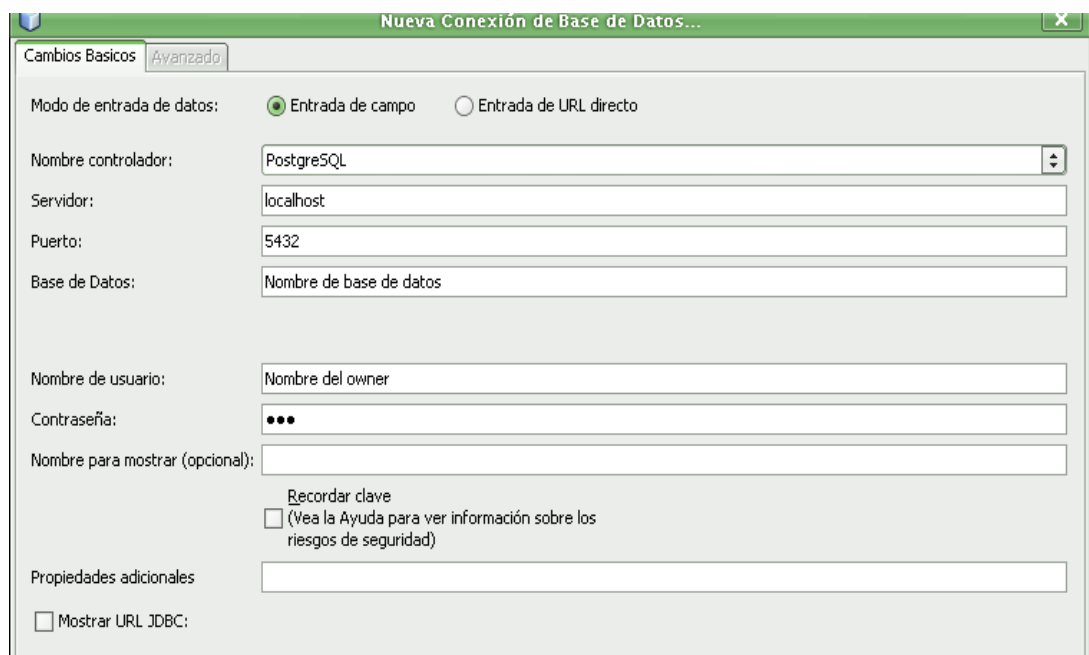 Nueva Conexión de Base de Datos...
Cambios Basicos Avanzado
Modo de entrada de datos: Entrada de campo Entrada de URL directo
Nombre controlador: PostgreSQL
Servidor: localhost
Puerto: 5432
Base de Datos: Nombre de base de datos
Nombre de usuario: Nombre del owner
Contraseña: •••
Nombre para mostrar (opcional):
Recordar clave
(Vea la Ayuda para ver información sobre los
riesgos de seguridad)
Propiedades adicionales
Mostrar URL JDBC: